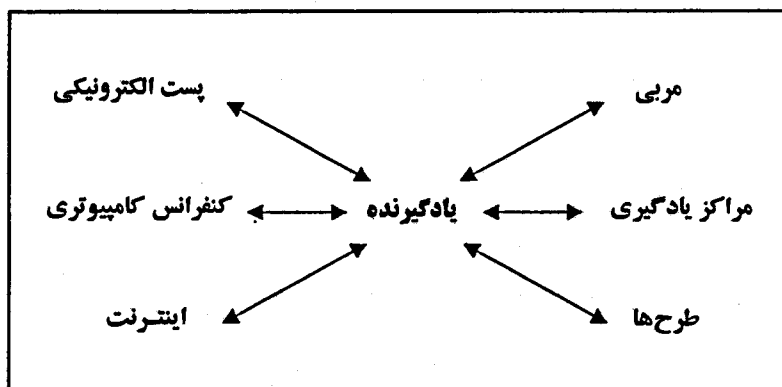 مربی
پست الکترونیکی
مراکز یادگیری
یادگیرنده
کنفرانس کامپیوتری
طرح‌ها
اینترنت